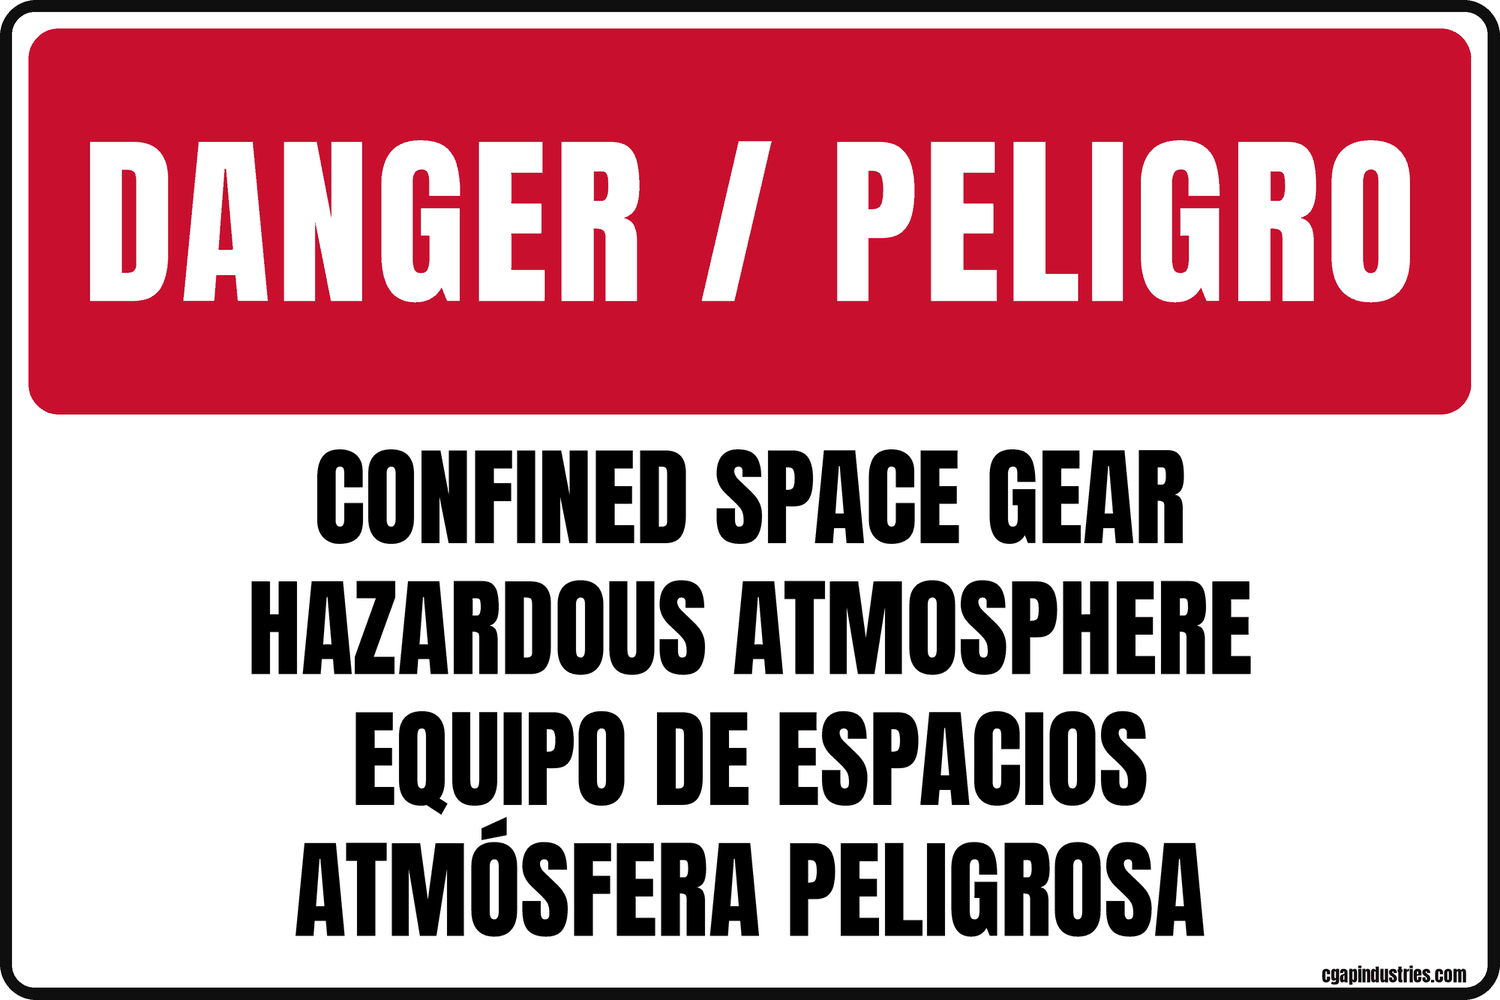 DANGER / PELIGRO
CONFINED SPACE GEAR
HAZARDOUS ATMOSPHERE
EQUIPO DE ESPACIOS
ATMÓSFERA PELIGROSA
cgapindustries.com